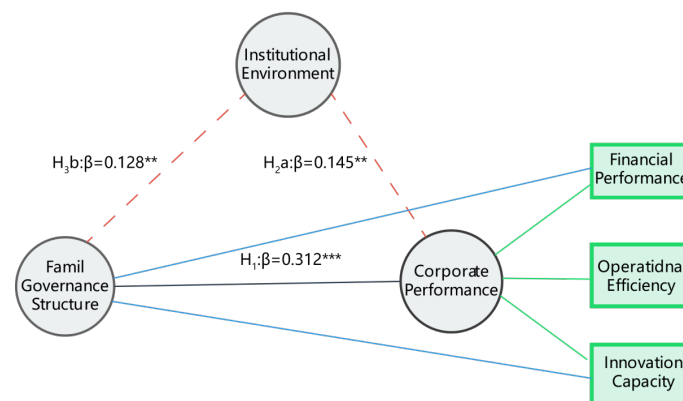 Institutional
Environment
H₃b:β=0.128**
H₂a:β=0.145**
Financial
Performance
H₁:β=0.312***
Famil
Governance
Structure
Corporate
Performance
Operatidnal
Efficiency
Innovation
Capacity